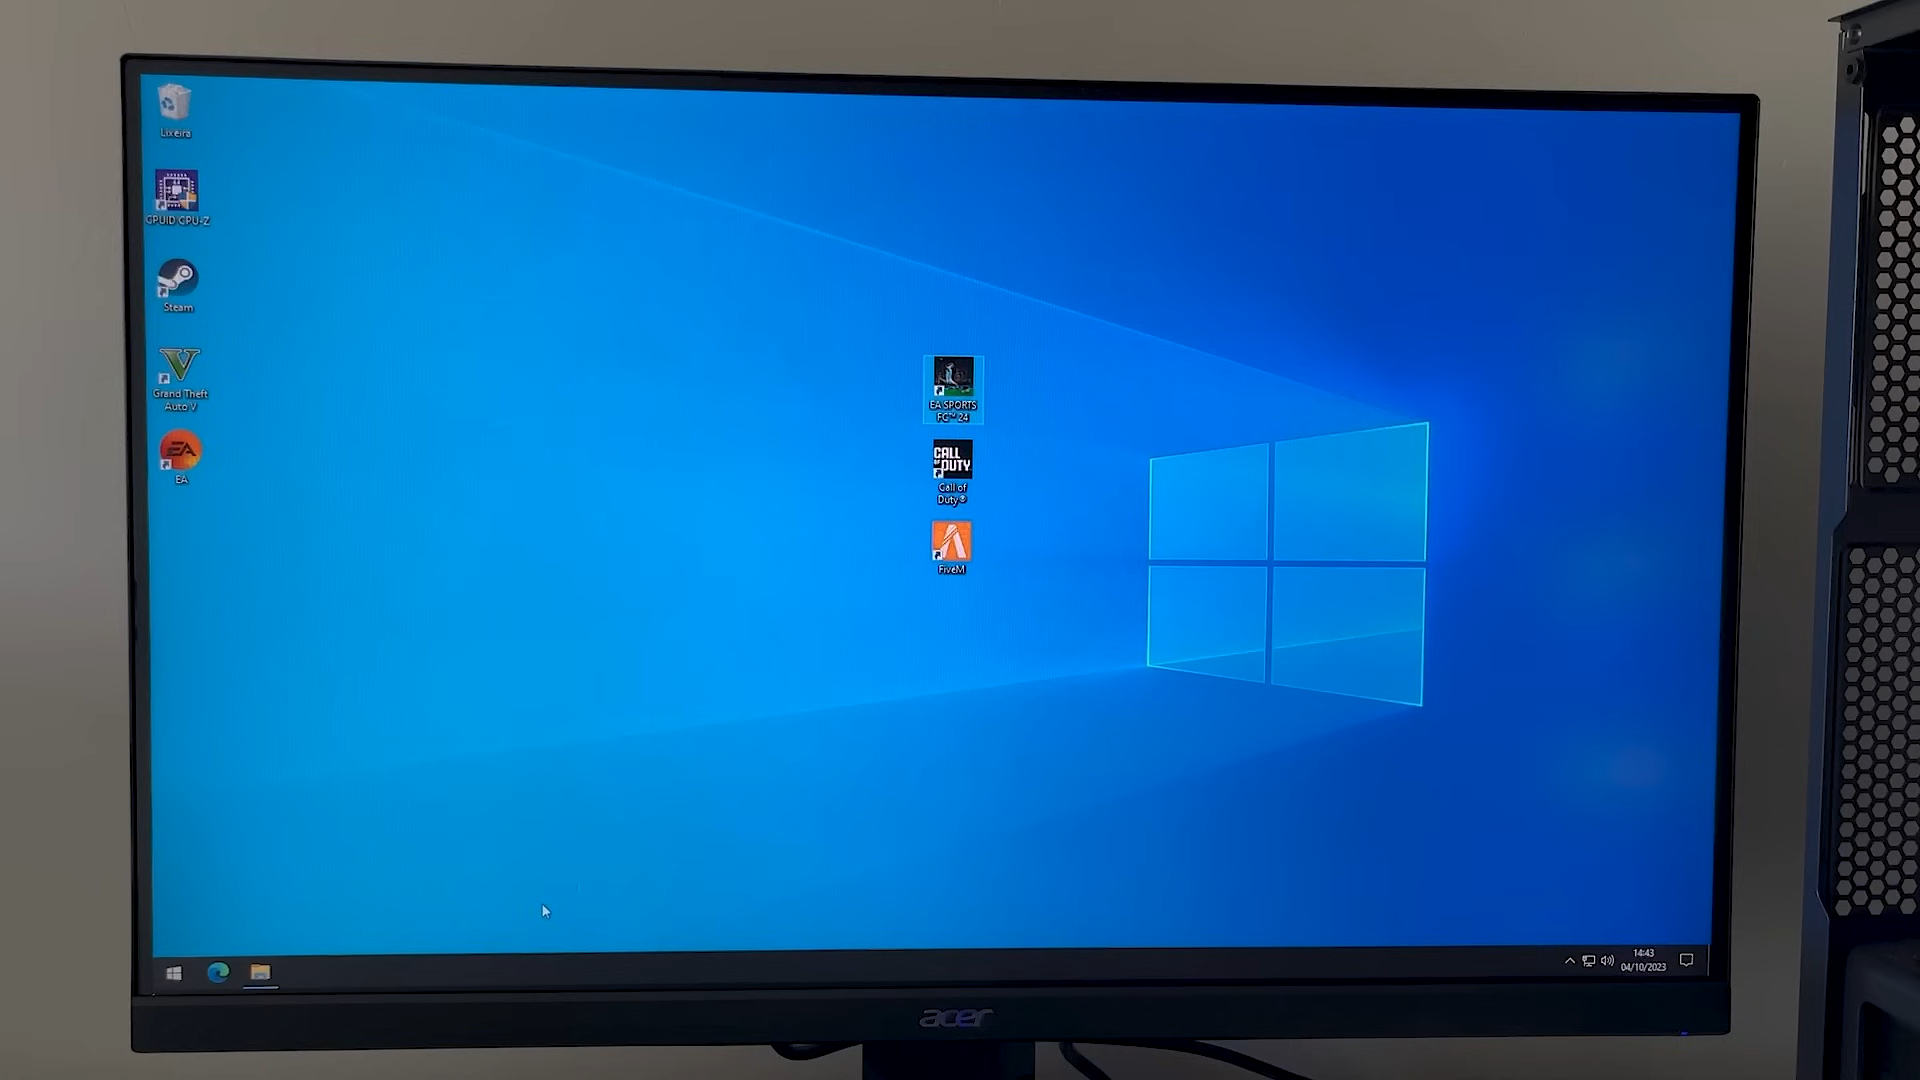 Lixeira
CPUID CPU-Z
Steam
Grand Theft
Auto V
EA
EA
EA SPORTS
FC™ 24
CALL
OF DUTY
Call of
Duty®
FiveM
14:43
04/10/2023
acer